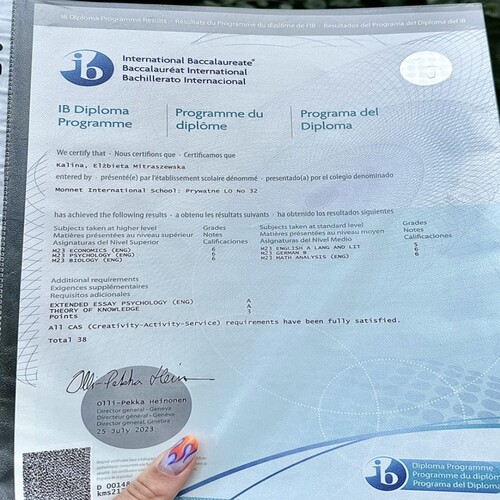 IB Diploma Programme Results • Résultats du Programme du diplôme de l'IB • Resultados del Programa del Diploma del IB
International Baccalaureate®
Baccalauréat International
Bachillerato Internacional
IB Diploma
Programme
Programme du
diplôme
Programa del
Diploma
We certify that · Nous certifions que · Certificamos que
Kalina, Elżbieta Mitraszewska
entered by · présenté(e) par l'établissement scolaire dénommé · presentado(a) por el colegio denominado
Monnet International School: Prywatne LO No 32
has achieved the following results · a obtenu les résultats suivants · ha obtenido los resultados siguientes
Subjects taken at higher level Grades
Matières présentées au niveau supérieur Notes
Asignaturas del Nivel Superior Calificaciones
M23 ECONOMICS (ENG) 6
M23 PSYCHOLOGY (ENG) 6
M23 BIOLOGY (ENG) 6
Subjects taken at standard level Grades
Matières présentées au niveau moyen Notes
Asignaturas del Nivel Medio Calificaciones
M23 ENGLISH A LANG AND LIT 5
M23 GERMAN B 6
M23 MATH ANALYSIS (ENG) 6
Additional requirements
Exigences supplémentaires
Requisitos adicionales
EXTENDED ESSAY PSYCHOLOGY (ENG) A
THEORY OF KNOWLEDGE A
Points 3
All CAS (Creativity-Activity-Service) requirements have been fully satisfied.
Total 38
Olli-Pekka Heinonen
Olli-Pekka Heinonen
Director general - Geneva
Directeur général - Genève
Director general, Ginebra
25 July 2023
D 00148
kms21
ib
Diploma Programme
Programme du diplôme
Programa del Diploma